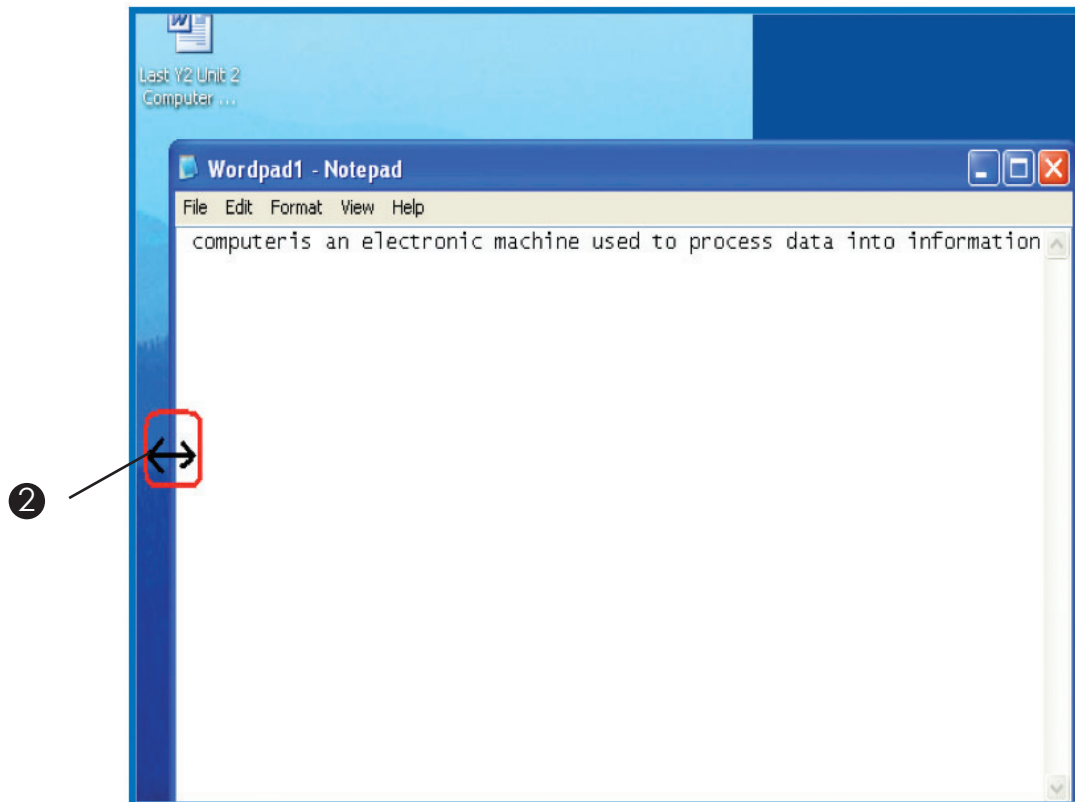 W
Last Y2 Unit 2
Computer ...
Wordpad1 - Notepad
File Edit Format View Help
computeris an electronic machine used to process data into information
2